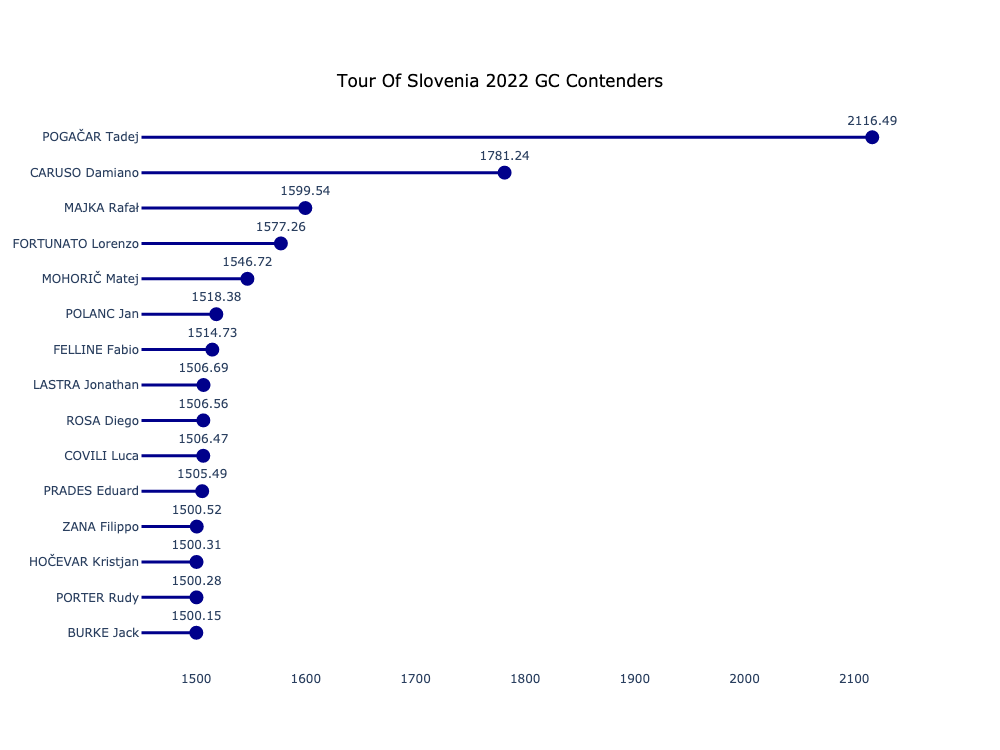 Tour Of Slovenia 2022 GC Contenders
POGAČAR Tadej 2116.49
CARUSO Damiano 1781.24
MAJKA Rafał 1599.54
FORTUNATO Lorenzo 1577.26
MOHORIČ Matej 1546.72
POLANC Jan 1518.38
FELLINE Fabio 1514.73
LASTRA Jonathan 1506.69
ROSA Diego 1506.56
COVILI Luca 1506.47
PRADES Eduard 1505.49
ZANA Filippo 1500.52
HOČEVAR Kristjan 1500.31
PORTER Rudy 1500.28
BURKE Jack 1500.15
1500 1600 1700 1800 1900 2000 2100